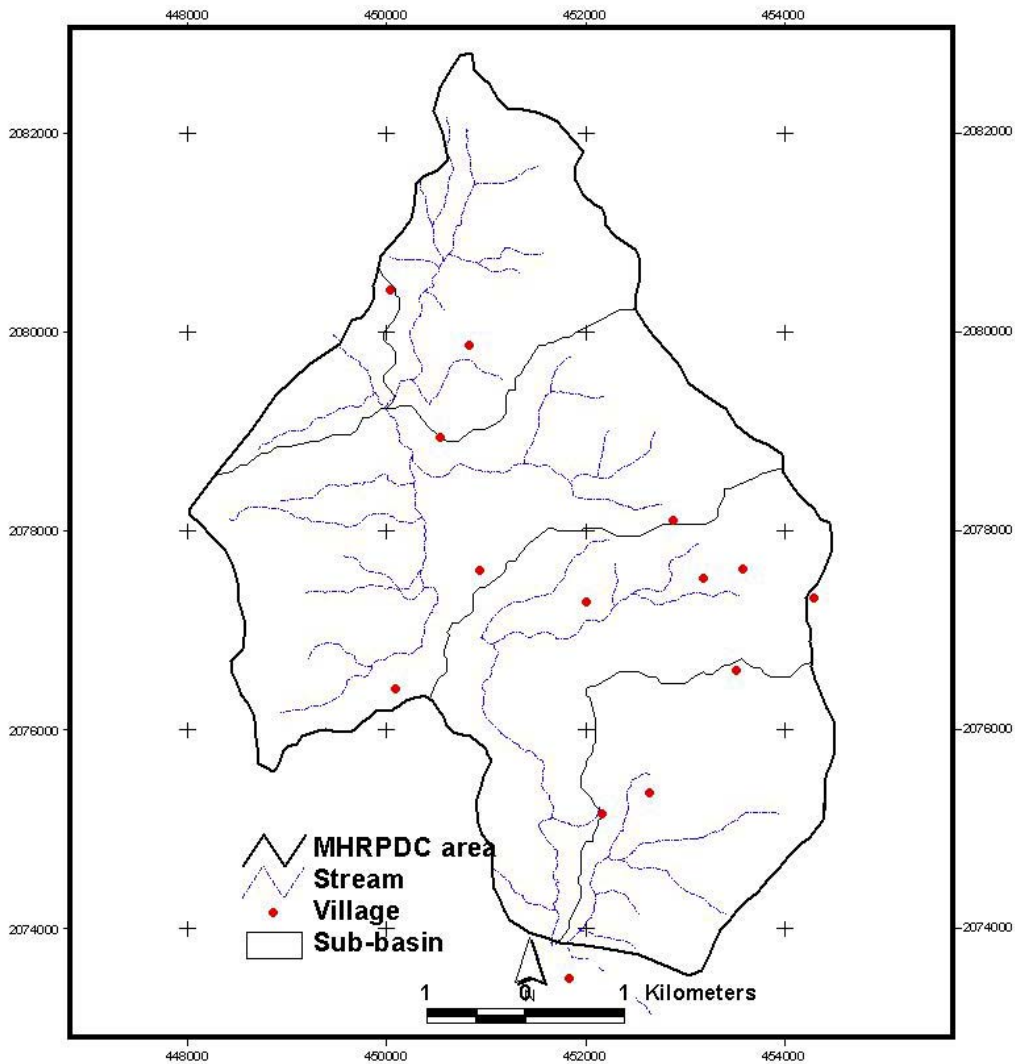 448000 450000 452000 454000
2082000 2082000
2080000 2080000
2078000 2078000
2076000 2076000
MHRPDC area
Stream
Village
Sub-basin
2074000 2074000
N
1 0 1 Kilometers
448000 450000 452000 454000